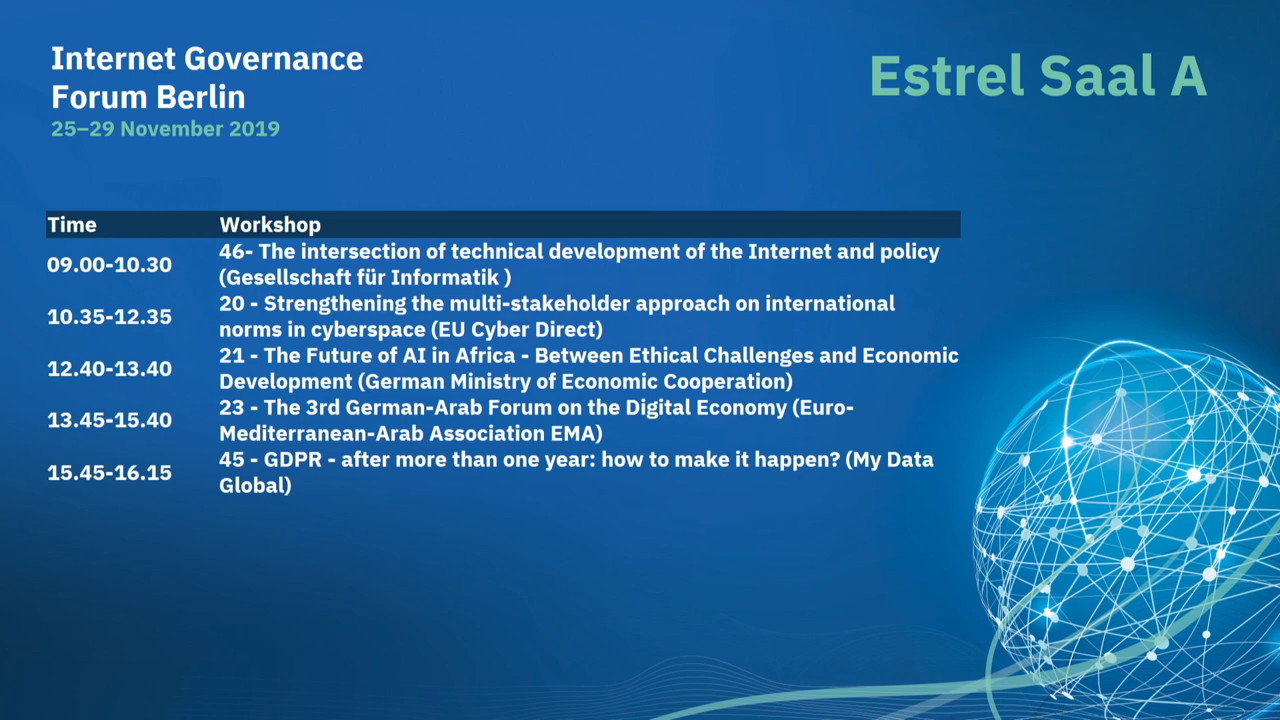 Internet Governance
Forum Berlin
25–29 November 2019
Estrel Saal A
Time Workshop
09.00-10.30 46- The intersection of technical development of the Internet and policy
(Gesellschaft für Informatik )
10.35-12.35 20 - Strengthening the multi-stakeholder approach on international
norms in cyberspace (EU Cyber Direct)
12.40-13.40 21 - The Future of AI in Africa - Between Ethical Challenges and Economic
Development (German Ministry of Economic Cooperation)
13.45-15.40 23 - The 3rd German-Arab Forum on the Digital Economy (Euro-
Mediterranean-Arab Association EMA)
15.45-16.15 45 - GDPR - after more than one year: how to make it happen? (My Data
Global)